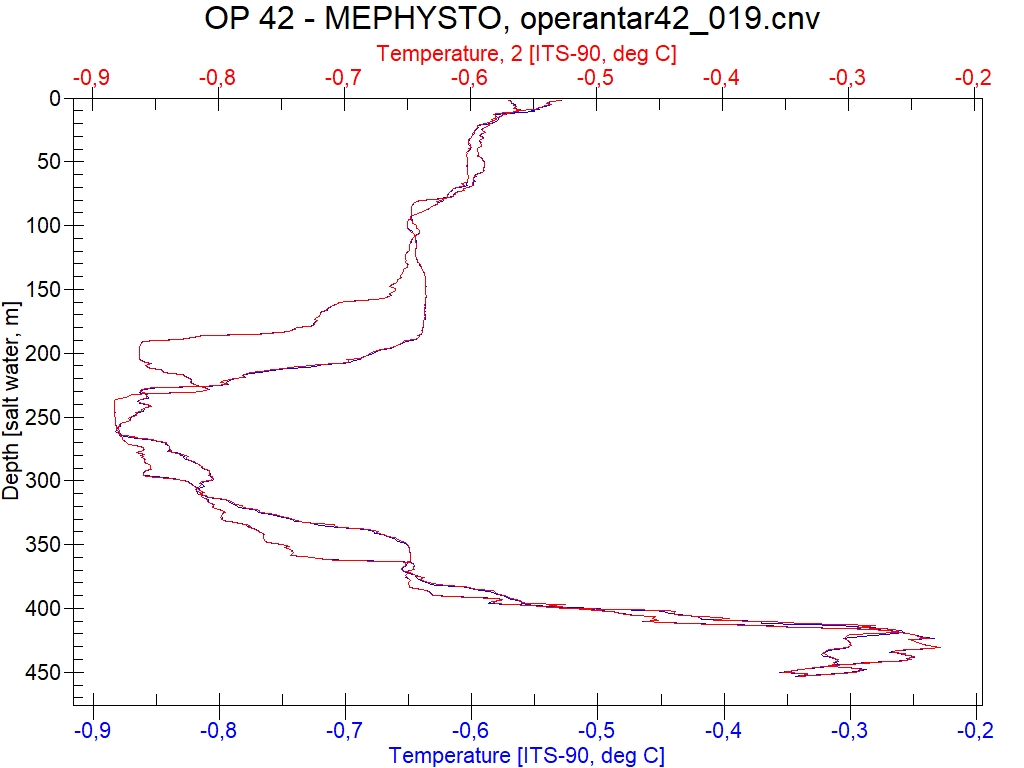 OP 42 - MEPHYSTO, operantar42_019.cnv
Temperature, 2 [ITS-90, deg C]
-0,9 -0,8 -0,7 -0,6 -0,5 -0,4 -0,3 -0,2
Depth [salt water, m]
0
50
100
150
200
250
300
350
400
450
-0,9 -0,8 -0,7 -0,6 -0,5 -0,4 -0,3 -0,2
Temperature [ITS-90, deg C]